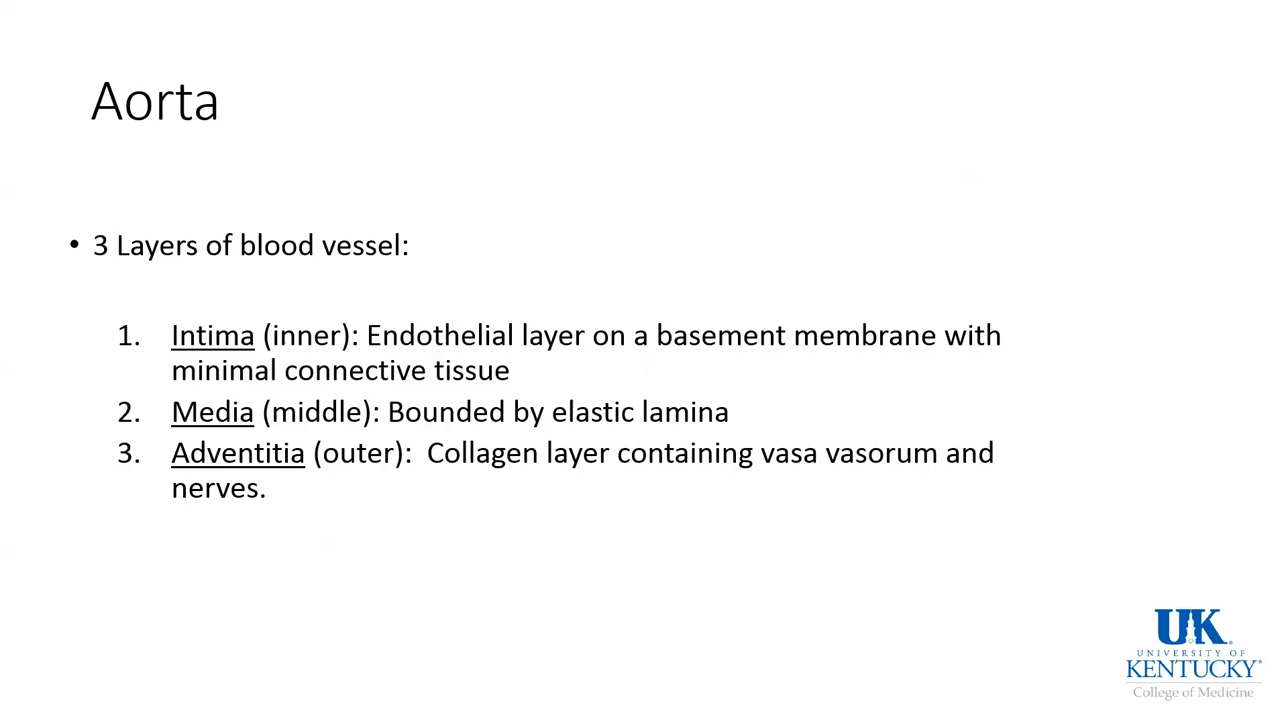 Aorta
• 3 Layers of blood vessel:
1. Intima (inner): Endothelial layer on a basement membrane with
minimal connective tissue
2. Media (middle): Bounded by elastic lamina
3. Adventitia (outer):  Collagen layer containing vasa vasorum and
nerves.
UK
UNIVERSITY OF
KENTUCKY®
College of Medicine